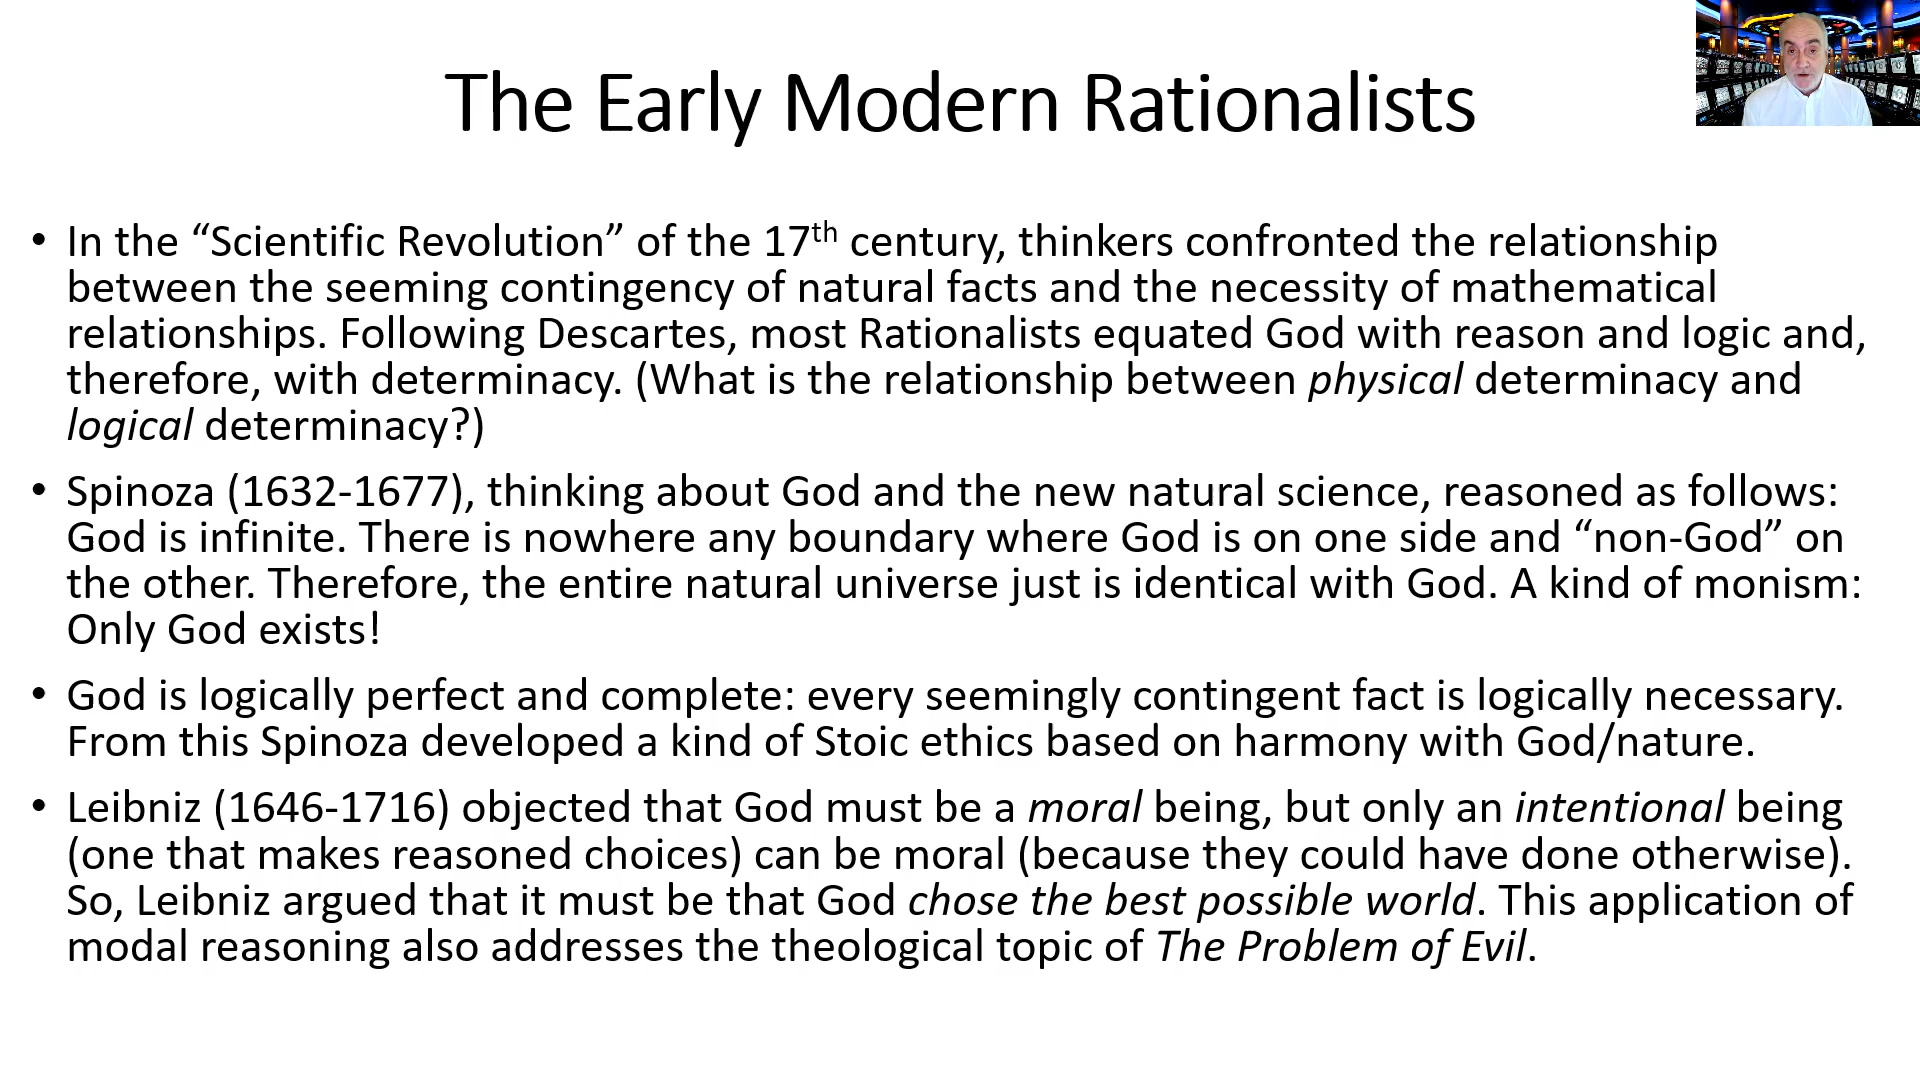 The Early Modern Rationalists
• In the “Scientific Revolution” of the 17th century, thinkers confronted the relationship
between the seeming contingency of natural facts and the necessity of mathematical
relationships. Following Descartes, most Rationalists equated God with reason and logic and,
therefore, with determinacy. (What is the relationship between physical determinacy and
logical determinacy?)
• Spinoza (1632-1677), thinking about God and the new natural science, reasoned as follows:
God is infinite. There is nowhere any boundary where God is on one side and “non-God” on
the other. Therefore, the entire natural universe just is identical with God. A kind of monism:
Only God exists!
• God is logically perfect and complete: every seemingly contingent fact is logically necessary.
From this Spinoza developed a kind of Stoic ethics based on harmony with God/nature.
• Leibniz (1646-1716) objected that God must be a moral being, but only an intentional being
(one that makes reasoned choices) can be moral (because they could have done otherwise).
So, Leibniz argued that it must be that God chose the best possible world. This application of
modal reasoning also addresses the theological topic of The Problem of Evil.